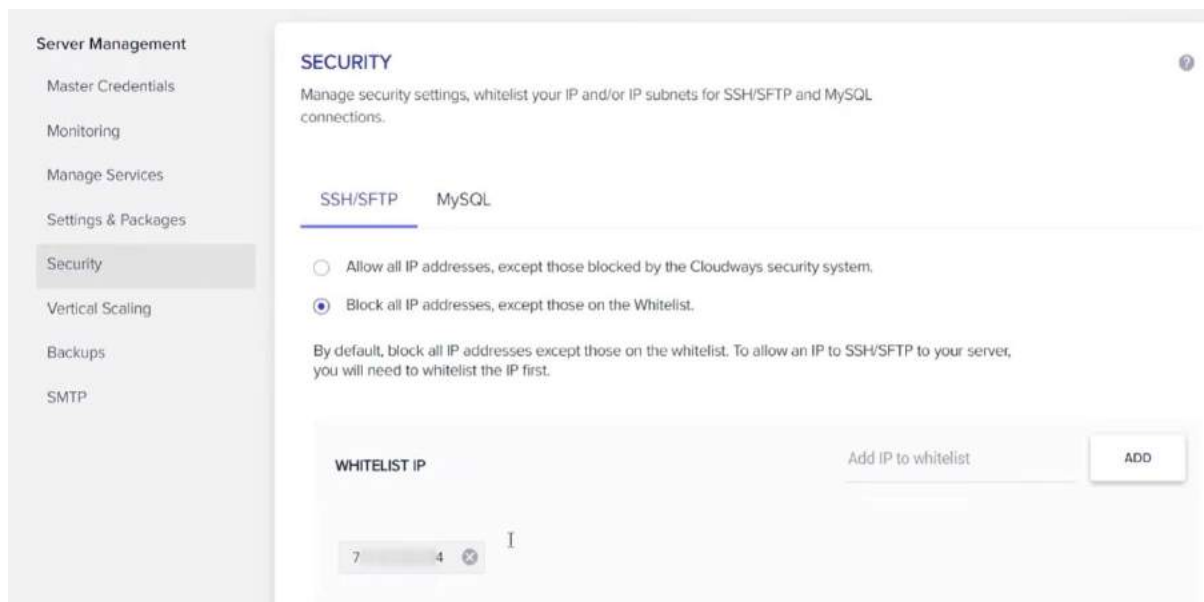 Server Management
Master Credentials
Monitoring
Manage Services
Settings & Packages
Security
Vertical Scaling
Backups
SMTP
SECURITY
Manage security settings, whitelist your IP and/or IP subnets for SSH/SFTP and MySQL
connections.
SSH/SFTP MySQL
Allow all IP addresses, except those blocked by the Cloudways security system.
Block all IP addresses, except those on the Whitelist.
By default, block all IP addresses except those on the whitelist. To allow an IP to SSH/SFTP to your server,
you will need to whitelist the IP first.
WHITELIST IP
Add IP to whitelist
ADD
7 4